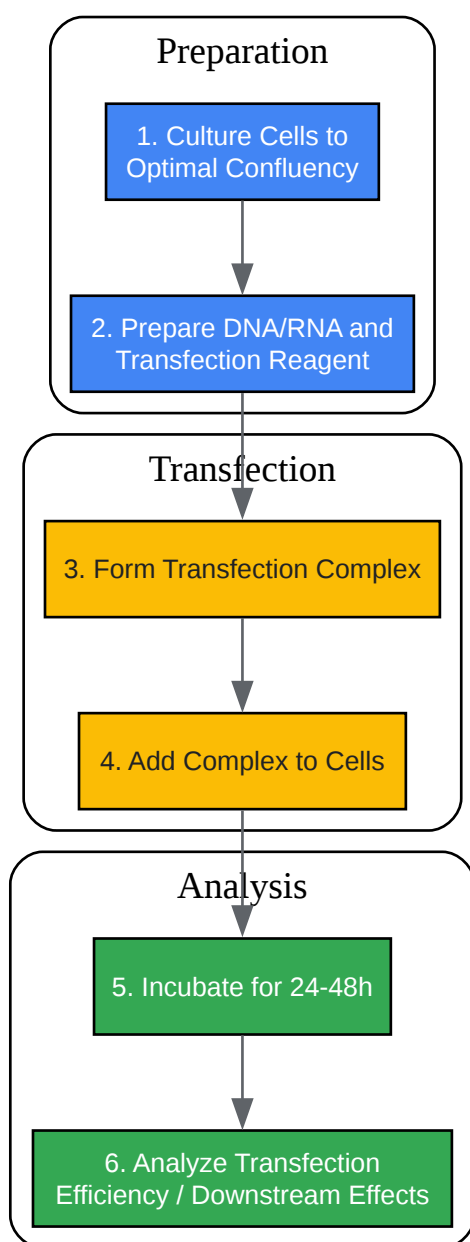 Preparation
1. Culture Cells to
Optimal Confluency
2. Prepare DNA/RNA and
Transfection Reagent
Transfection
3. Form Transfection Complex
4. Add Complex to Cells
Analysis
5. Incubate for 24-48h
6. Analyze Transfection
Efficiency / Downstream Effects